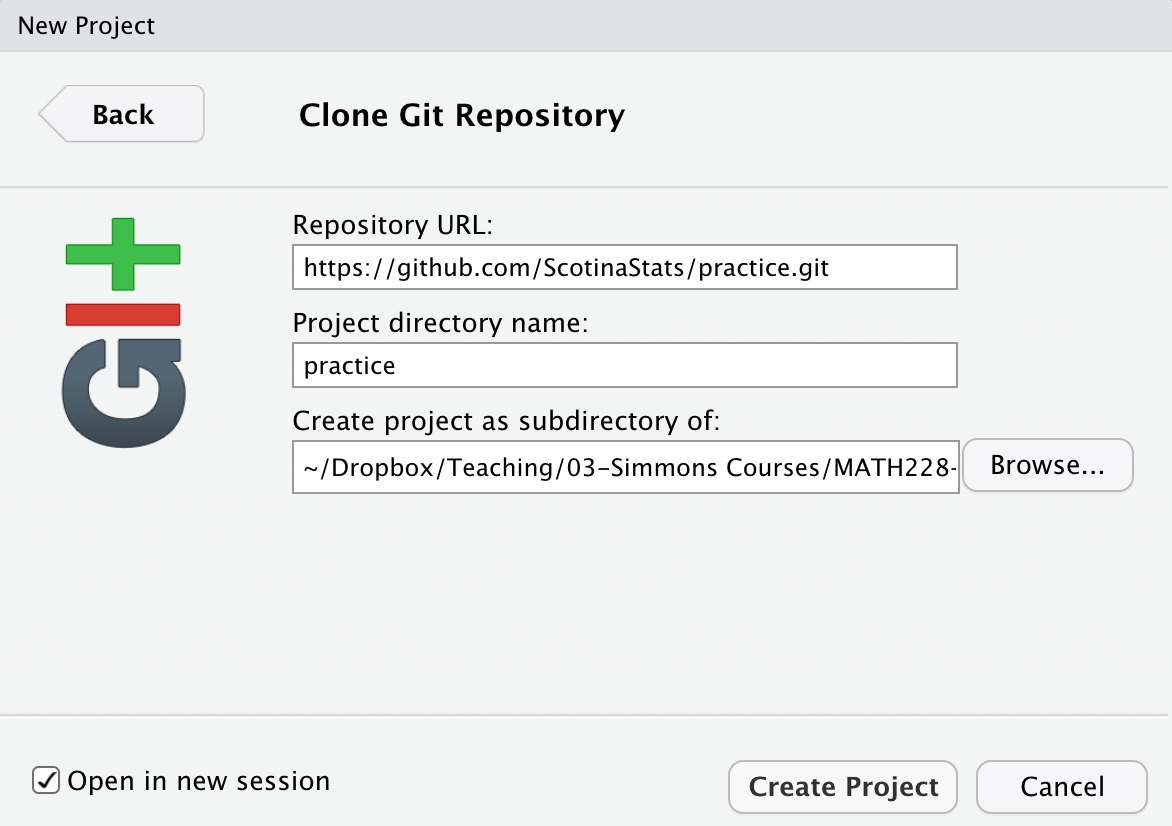 New Project
Back
Clone Git Repository
Repository URL:
https://github.com/ScotinaStats/practice.git
Project directory name:
practice
Create project as subdirectory of:
~/Dropbox/Teaching/03-Simmons Courses/MATH228-
Browse...
GIT
Open in new session
Create Project
Cancel